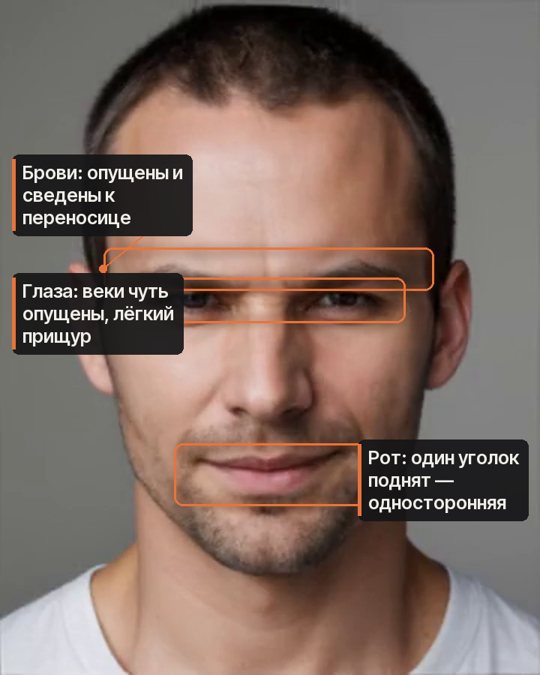 Брови: опущены и
сведены к
переносице
Глаза: веки чуть
опущены, лёгкий
прищур
Рот: один уголок
поднят —
односторонняя